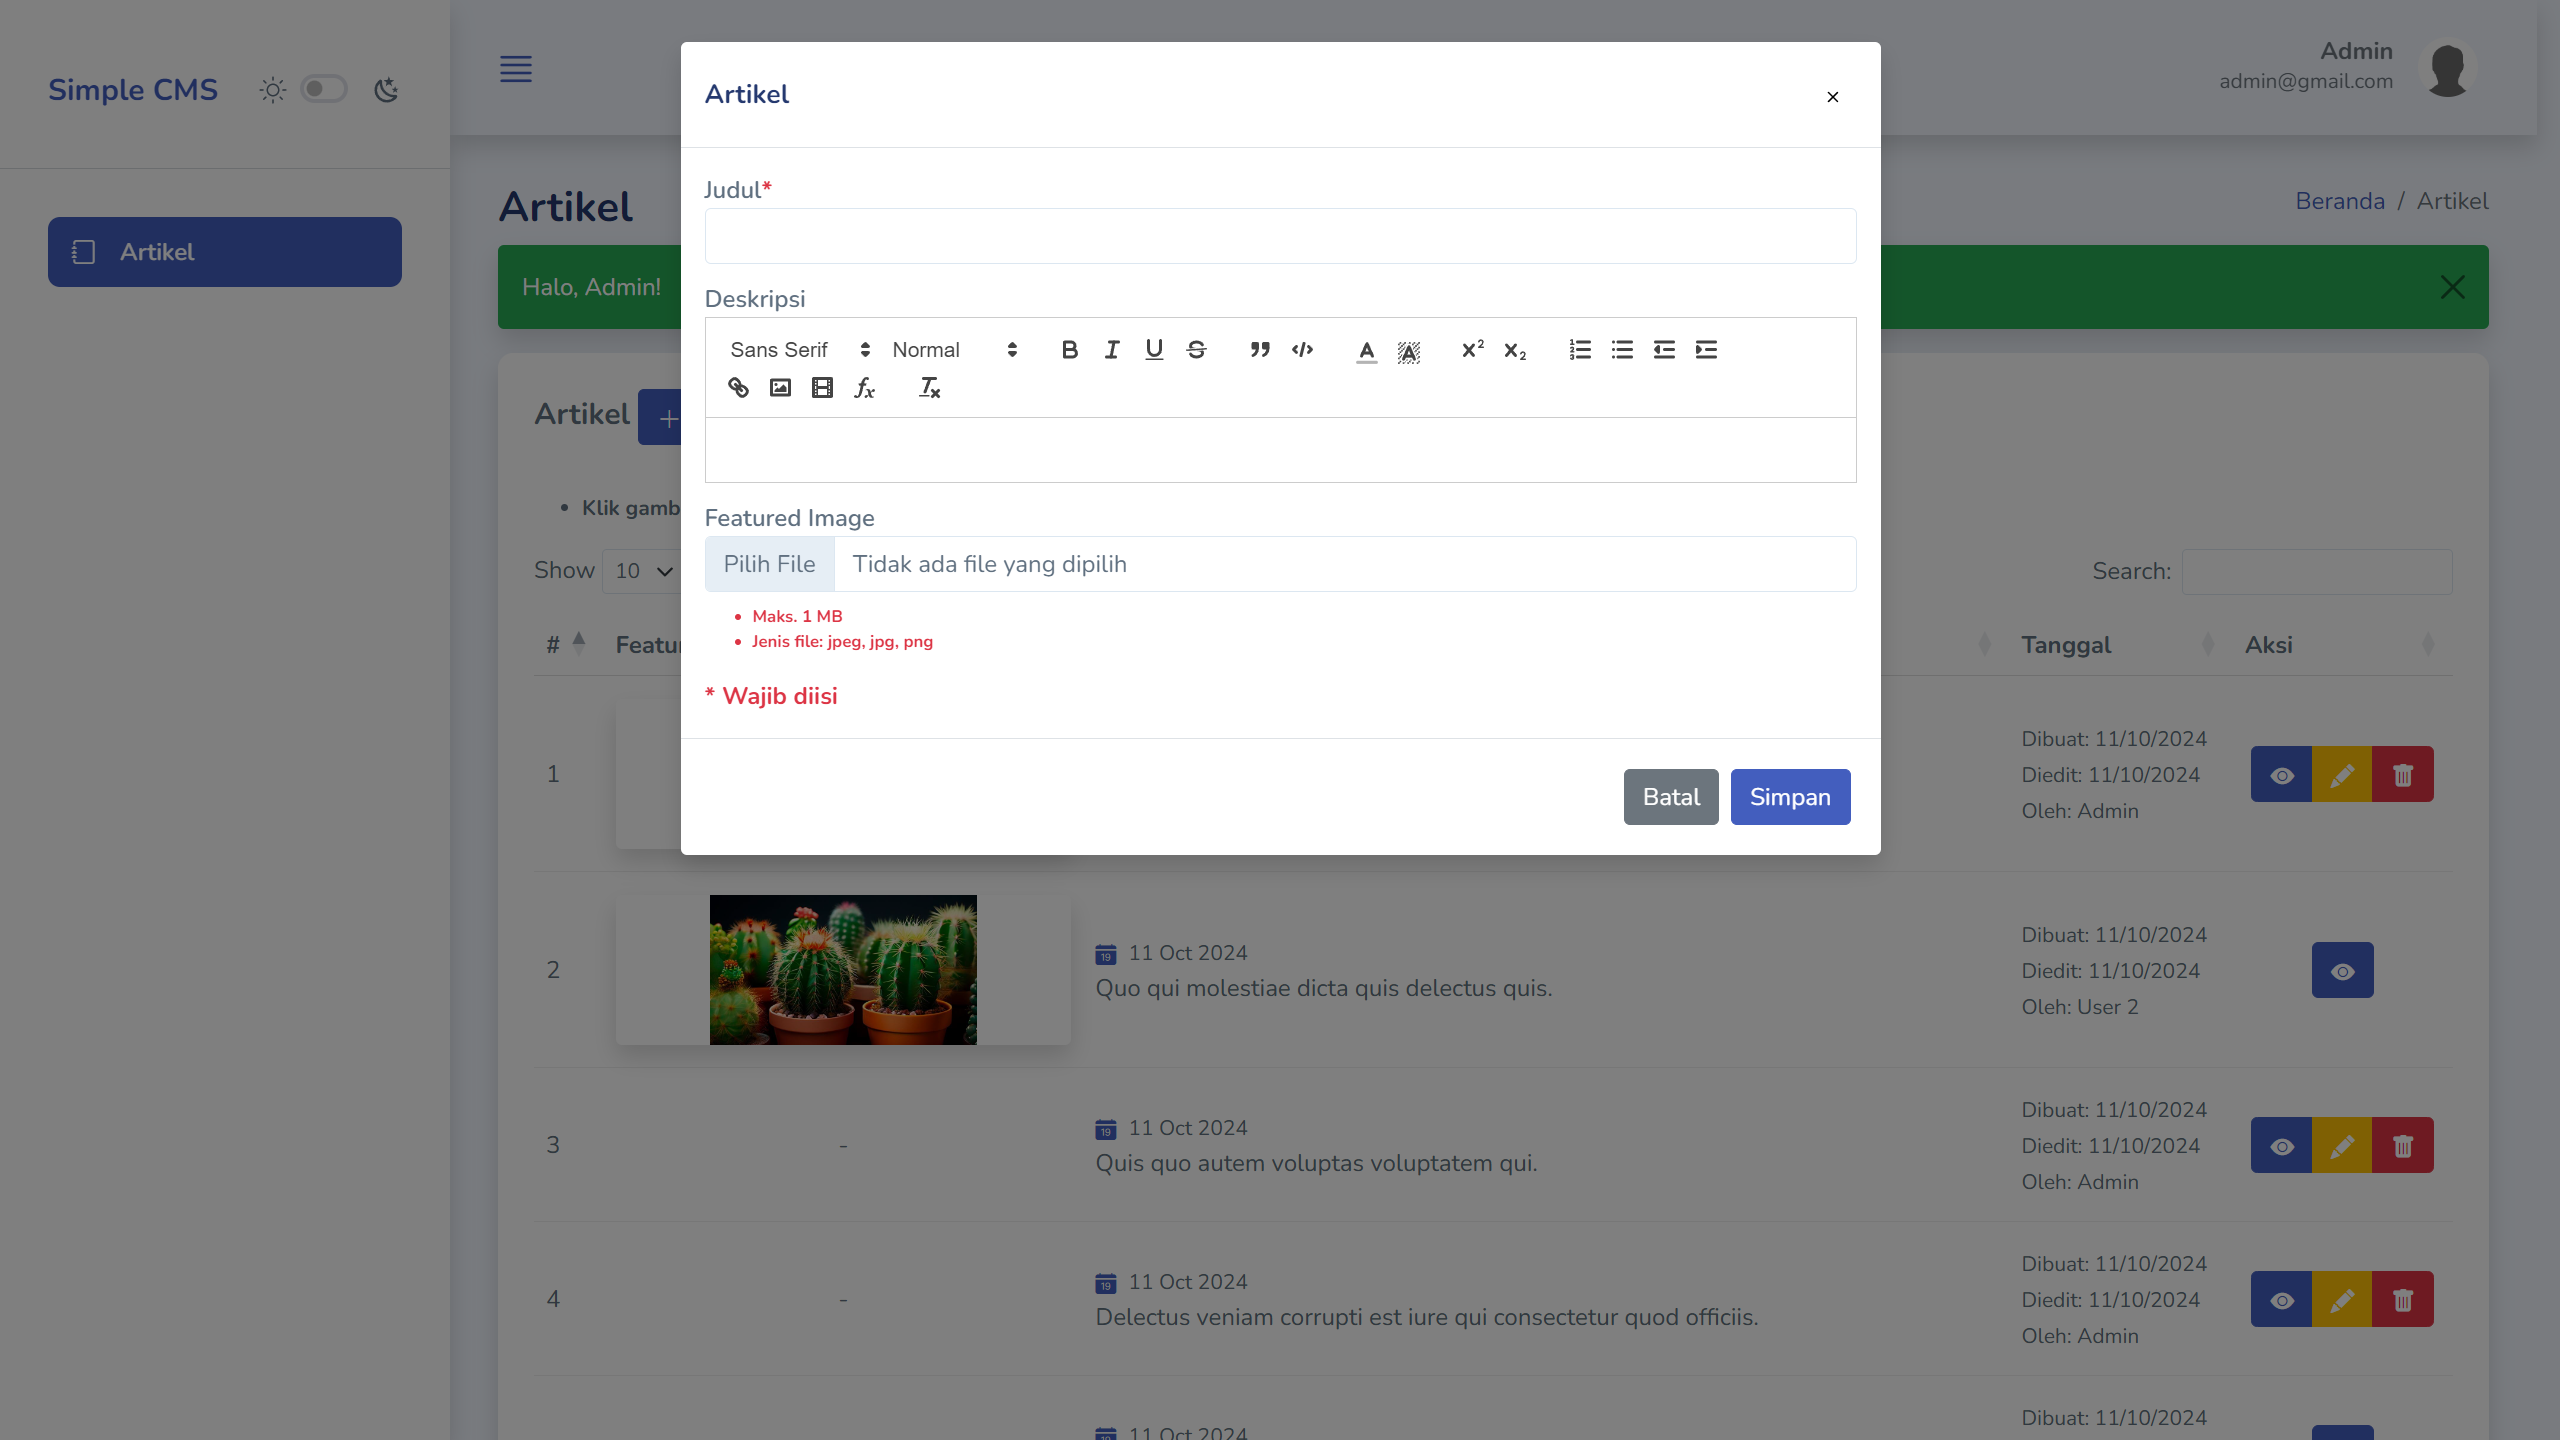 Simple CMS
Admin
admin@gmail.com
Artikel
Artikel
Beranda / Artikel
Halo, Admin!
Artikel
Klik gamb
Show 10
Search:
# Featur Tanggal Aksi
1
Dibuat: 11/10/2024
Diedit: 11/10/2024
Oleh: Admin
2
11 Oct 2024
Quo qui molestiae dicta quis delectus quis.
Dibuat: 11/10/2024
Diedit: 11/10/2024
Oleh: User 2
3
-
11 Oct 2024
Quis quo autem voluptas voluptatem qui.
Dibuat: 11/10/2024
Diedit: 11/10/2024
Oleh: Admin
4
-
11 Oct 2024
Delectus veniam corrupti est iure qui consectetur quod officiis.
Dibuat: 11/10/2024
Diedit: 11/10/2024
Oleh: Admin
11 Oct 2024
Dibuat: 11/10/2024
Artikel
×
Judul*
Deskripsi
Sans Serif Normal
Featured Image
Pilih File Tidak ada file yang dipilih
Maks. 1 MB
Jenis file: jpeg, jpg, png
* Wajib diisi
Batal Simpan